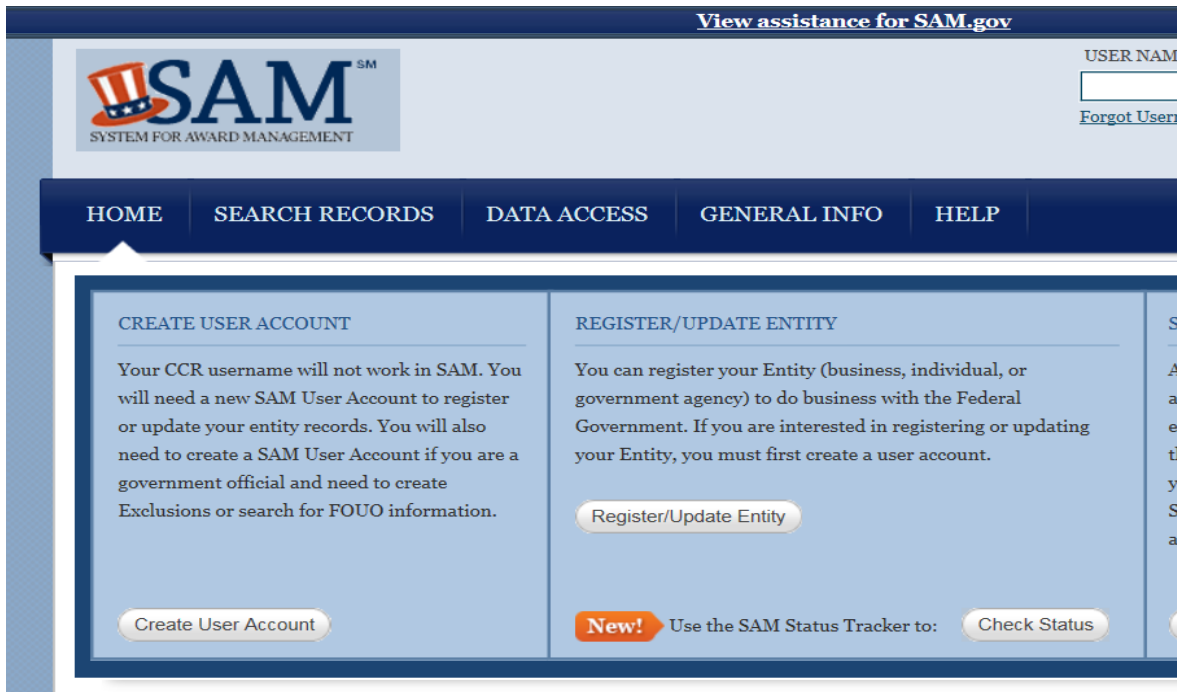 View assistance for SAM.gov
SAM SM
SYSTEM FOR AWARD MANAGEMENT
USER NAM
Forgot User
HOME SEARCH RECORDS DATA ACCESS GENERAL INFO HELP
CREATE USER ACCOUNT
Your CCR username will not work in SAM. You
will need a new SAM User Account to register
or update your entity records. You will also
need to create a SAM User Account if you are a
government official and need to create
Exclusions or search for FOUO information.
Create User Account
REGISTER/UPDATE ENTITY
You can register your Entity (business, individual, or
government agency) to do business with the Federal
Government. If you are interested in registering or updating
your Entity, you must first create a user account.
Register/Update Entity
New! Use the SAM Status Tracker to: Check Status